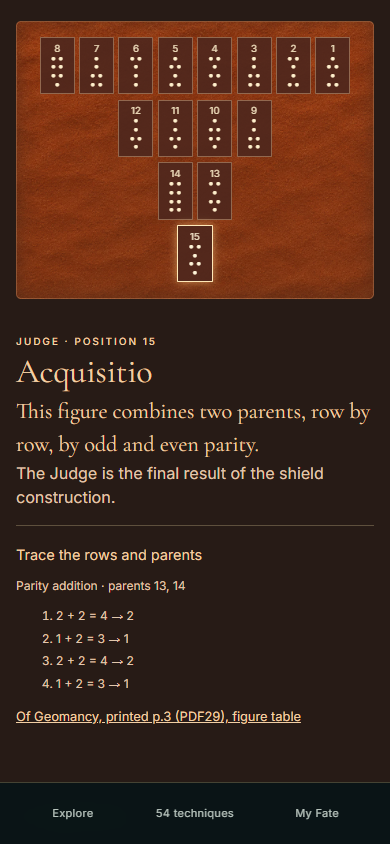 8 7 6 5 4 3 2 1
12 11 10 9
14 13
15
JUDGE · POSITION 15
Acquisitio
This figure combines two parents, row by
row, by odd and even parity.
The Judge is the final result of the shield
construction.
Trace the rows and parents
Parity addition · parents 13, 14
1. 2 + 2 = 4 → 2
2. 1 + 2 = 3 → 1
3. 2 + 2 = 4 → 2
4. 1 + 2 = 3 → 1
Of Geomancy, printed p.3 (PDF29), figure table
Explore 54 techniques My Fate